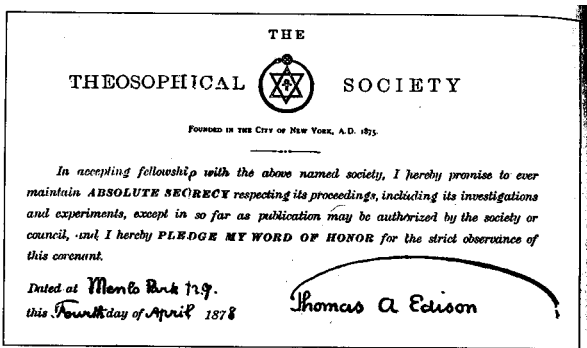 THE
THEOSOPHICAL SOCIETY
FOUNDED IN THE CITY OF NEW YORK, A.D. 1875.
In accepting fellowship with the above named society, I hereby promise to ever
maintain ABSOLUTE SECRECY respecting its proceedings, including its investigations
and experiments, except in so far as publication may be authorized by the society or
council, and I hereby PLEDGE MY WORD OF HONOR for the strict observance of
this covenant.
Dated at Menlo Park N.J.
this Fourth day of April 1878
Thomas A Edison